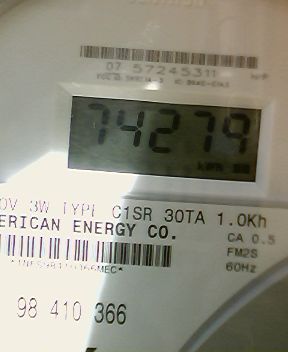 07 57245311
74279
kWh
0V 3W TYPE C1SR 30TA 1.0Kh
ERICAN ENERGY CO.
CA 0.5
FM2S
60Hz
98 410 366